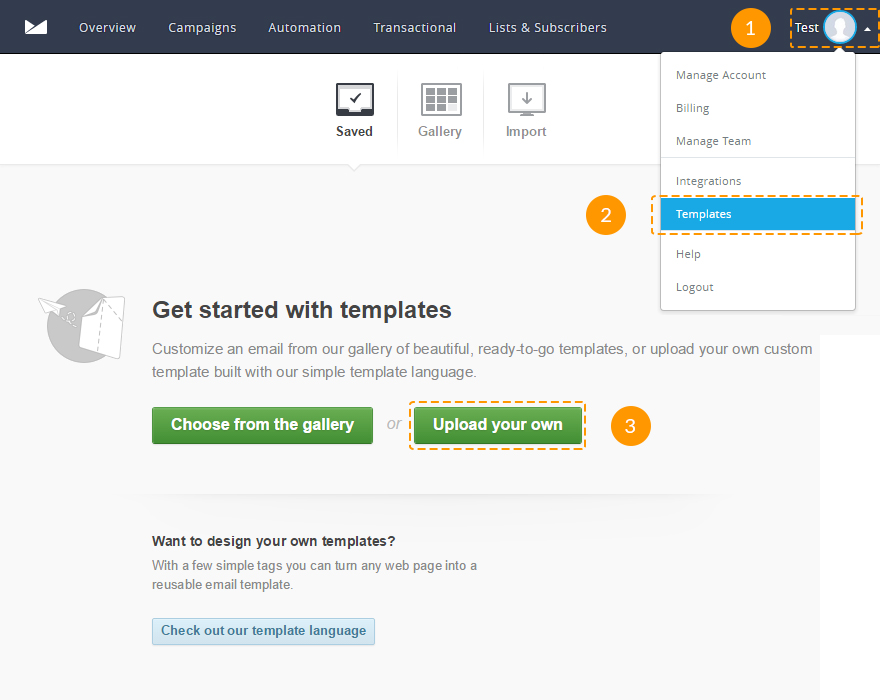 Overview Campaigns Automation Transactional Lists & Subscribers 1 Test
Manage Account
Billing
Manage Team
Integrations
2 Templates
Help
Logout
Saved Gallery Import
Get started with templates
Customize an email from our gallery of beautiful, ready-to-go templates, or upload your own custom
template built with our simple template language.
Choose from the gallery or Upload your own 3
Want to design your own templates?
With a few simple tags you can turn any web page into a
reusable email template.
Check out our template language